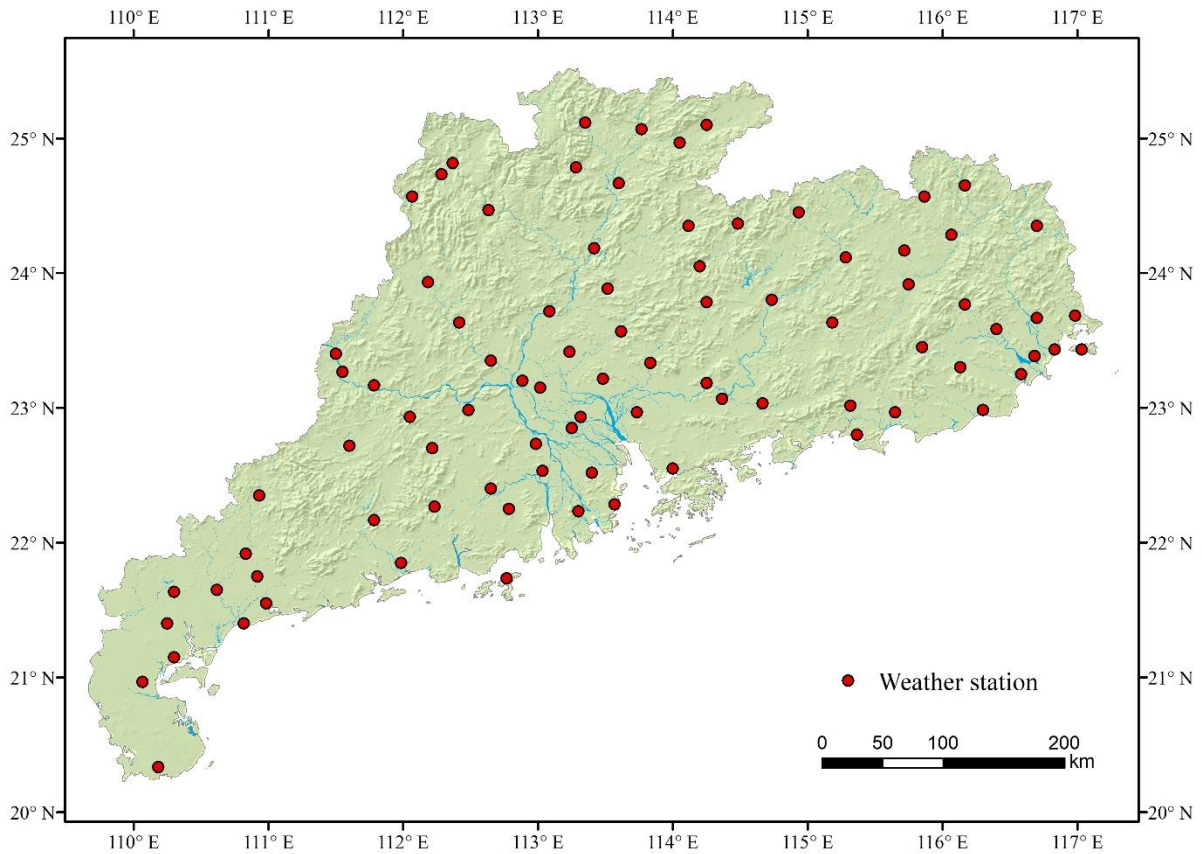 110° E 111° E 112° E 113° E 114° E 115° E 116° E 117° E
25° N 25° N
24° N 24° N
23° N 23° N
22° N 22° N
21° N 21° N
Weather station
0 50 100 200
km
20° N 20° N
110° E 111° E 112° E 113° E 114° E 115° E 116° E 117° E